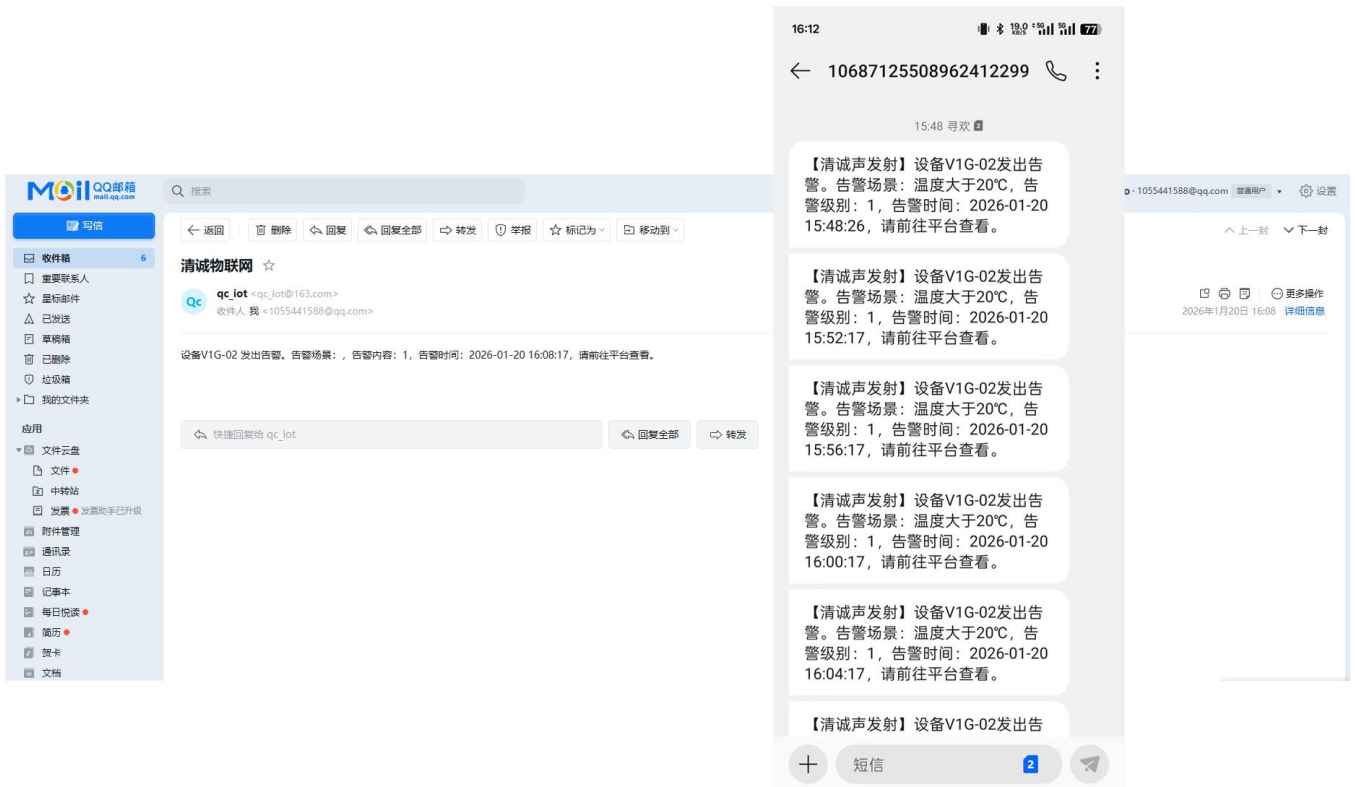 16:12
19.0 KB/S 5G 5G 77
10687125508962412299
15:48 寻欢 2
【清诚声发射】设备V1G-02发出告
警。告警场景：温度大于20℃，告
警级别：1，告警时间：2026-01-20
15:48:26，请前往平台查看。
【清诚声发射】设备V1G-02发出告
警。告警场景：温度大于20℃，告
警级别：1，告警时间：2026-01-20
15:52:17，请前往平台查看。
【清诚声发射】设备V1G-02发出告
警。告警场景：温度大于20℃，告
警级别：1，告警时间：2026-01-20
15:56:17，请前往平台查看。
【清诚声发射】设备V1G-02发出告
警。告警场景：温度大于20℃，告
警级别：1，告警时间：2026-01-20
16:00:17，请前往平台查看。
【清诚声发射】设备V1G-02发出告
警。告警场景：温度大于20℃，告
警级别：1，告警时间：2026-01-20
16:04:17，请前往平台查看。
【清诚声发射】设备V1G-02发出告
短信 2
Mail QQ邮箱
mail.qq.com
搜索
1055441588@qq.com 普通用户 设置
写信
收件箱 6
重要联系人
星标邮件
已发送
草稿箱
已删除
垃圾箱
我的文件夹
应用
文件云盘
文件
中转站
发票 发票助手已升级
附件管理
通讯录
日历
记事本
每日悦读
简历
贺卡
文档
返回 删除 回复 回复全部 转发 举报 标记为 移动到
上一封 下一封
清诚物联网
Qc
qc_iot <qc_iot@163.com>
更多操作
收件人 我 <1055441588@qq.com>
2026年1月20日 16:08 详细信息
设备V1G-02 发出告警。告警场景：，告警内容：1，告警时间：2026-01-20 16:08:17，请前往平台查看。
快捷回复给 qc_iot
回复全部
转发